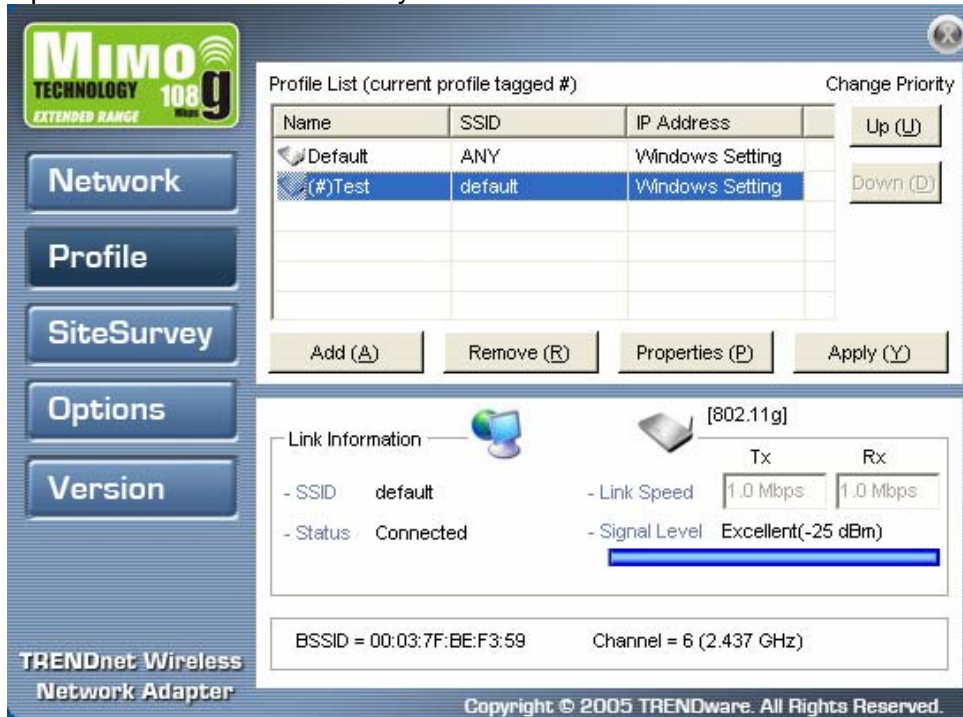 MIMO
TECHNOLOGY 108 Mbps g
EXTENDED RANGE
Network
Profile
SiteSurvey
Options
Version
TRENDnet Wireless
Network Adapter
Profile List (current profile tagged #)
Change Priority
Name SSID IP Address
Default ANY Windows Setting
(#)Test default Windows Setting
Up (U)
Down (D)
Add (A) Remove (R) Properties (P) Apply (Y)
[802.11g]
Link Information
Tx Rx
- SSID default - Link Speed 1.0 Mbps 1.0 Mbps
- Status Connected - Signal Level Excellent(-25 dBm)
BSSID = 00:03:7F:BE:F3:59 Channel = 6 (2.437 GHz)
Copyright © 2005 TRENDware. All Rights Reserved.